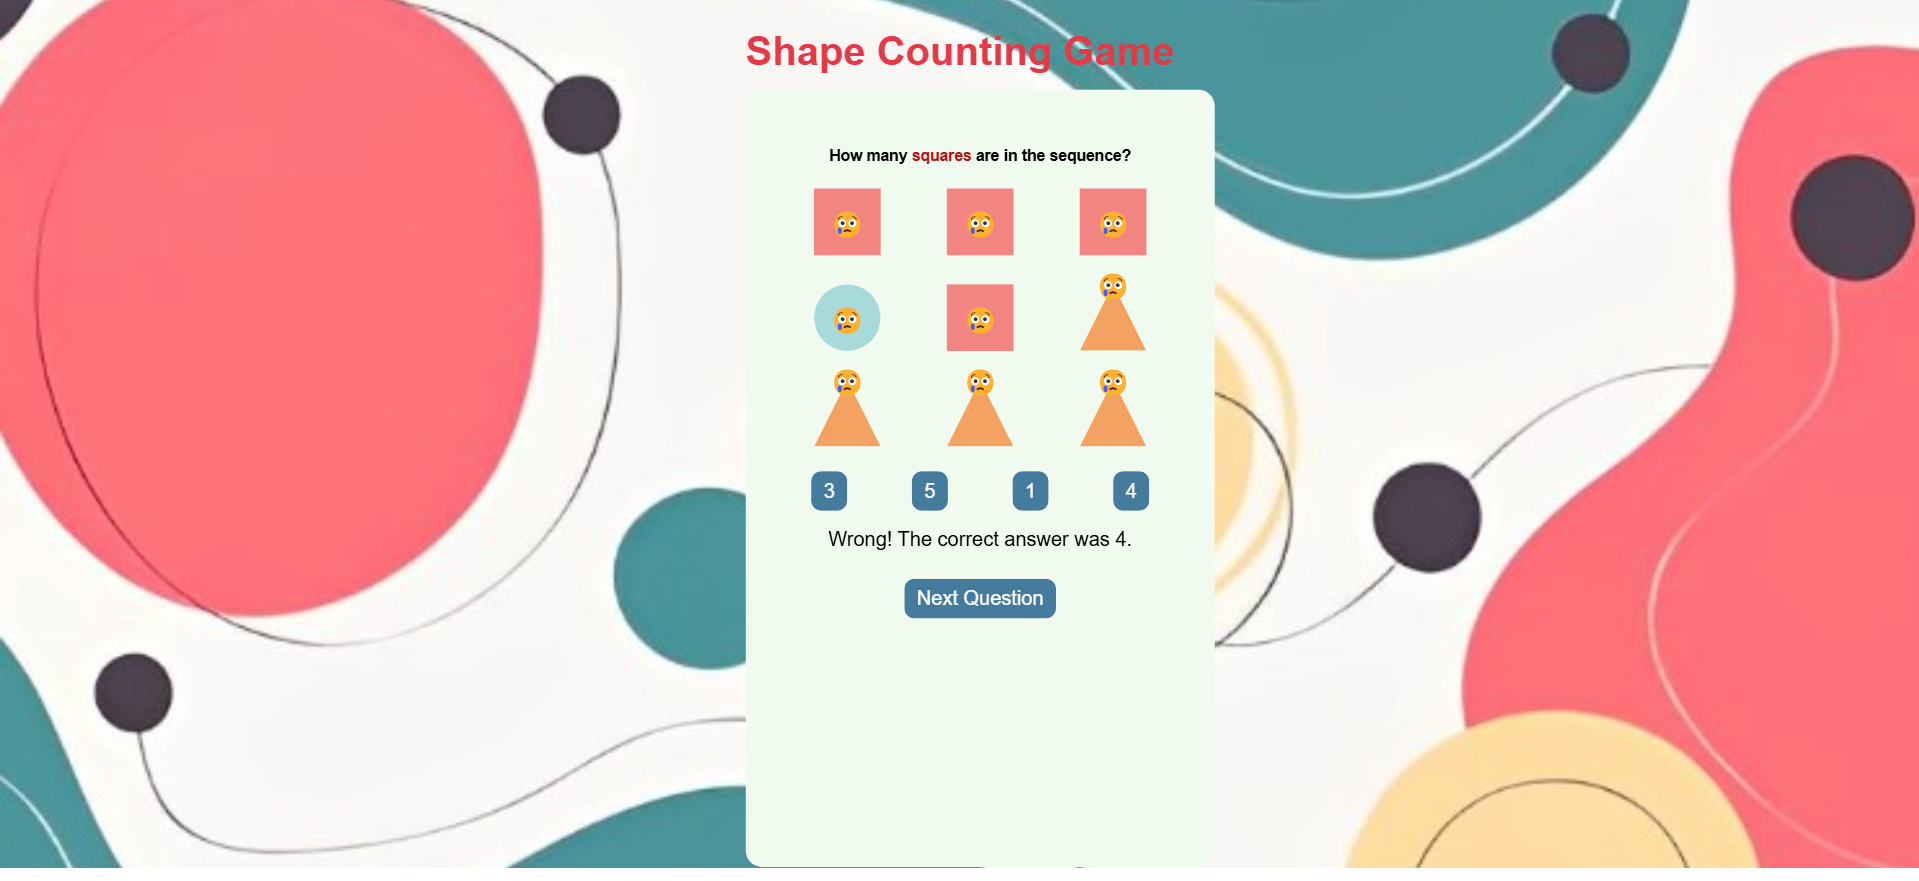 Shape Counting Game
How many squares are in the sequence?
3 5 1 4
Wrong! The correct answer was 4.
Next Question